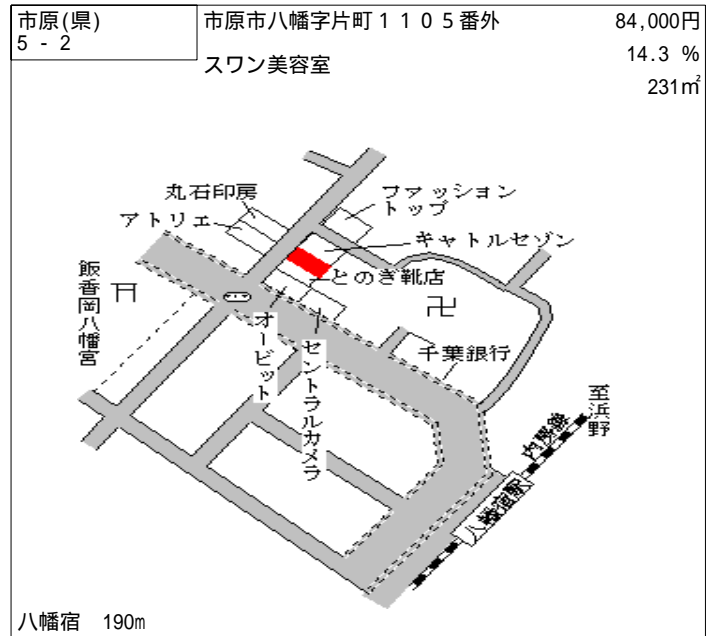 市原(県)
5 - 2
市原市八幡字片町1105番外
スワン美容室
84,000円
14.3 %
231㎡
丸石印房
アトリエ
ファッション
トップ
キャトルセゾン
とのぎ靴店
飯香岡八幡宮
卍
オービット
セントラルカメラ
千葉銀行
至浜野
内房線
八幡宿駅
八幡宿 190m